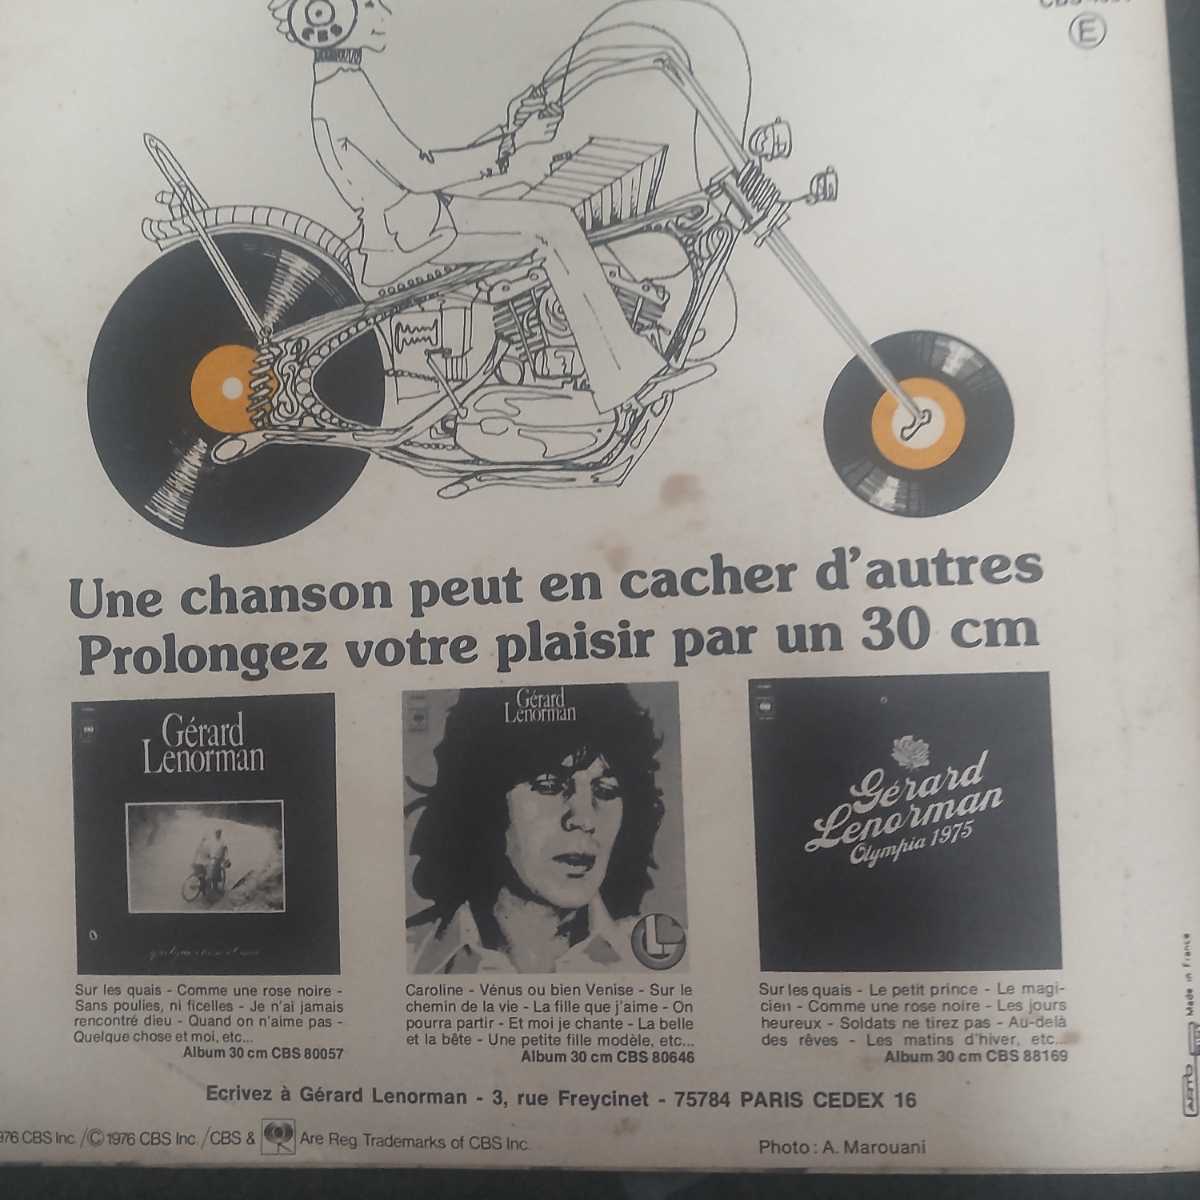 CBS
E
Une chanson peut en cacher d'autres
Prolongez votre plaisir par un 30 cm
Gérard
Lenorman
Sur les quais - Comme une rose noire -
Sans poulies, ni ficelles - Je n'ai jamais
rencontré dieu - Quand on n'aime pas -
Quelque chose et moi, etc...
Album 30 cm CBS 80057
Gérard
Lenorman
L
Caroline - Vénus ou bien Venise - Sur le
chemin de la vie - La fille que j'aime - On
pourra partir - Et moi je chante - La belle
et la bête - Une petite fille modèle, etc...
Album 30 cm CBS 80646
Gérard
Lenorman
Olympia 1975
Sur les quais - Le petit prince - Le magi-
cien - Comme une rose noire - Les jours
heureux - Soldats ne tirez pas - Au-delà
des rêves - Les matins d'hiver, etc...
Album 30 cm CBS 88169
Made in France
Ecrivez à Gérard Lenorman - 3, rue Freycinet - 75784 PARIS CEDEX 16
976 CBS Inc./© 1976 CBS Inc./CBS & Are Reg. Trademarks of CBS Inc.
Photo : A. Marouani